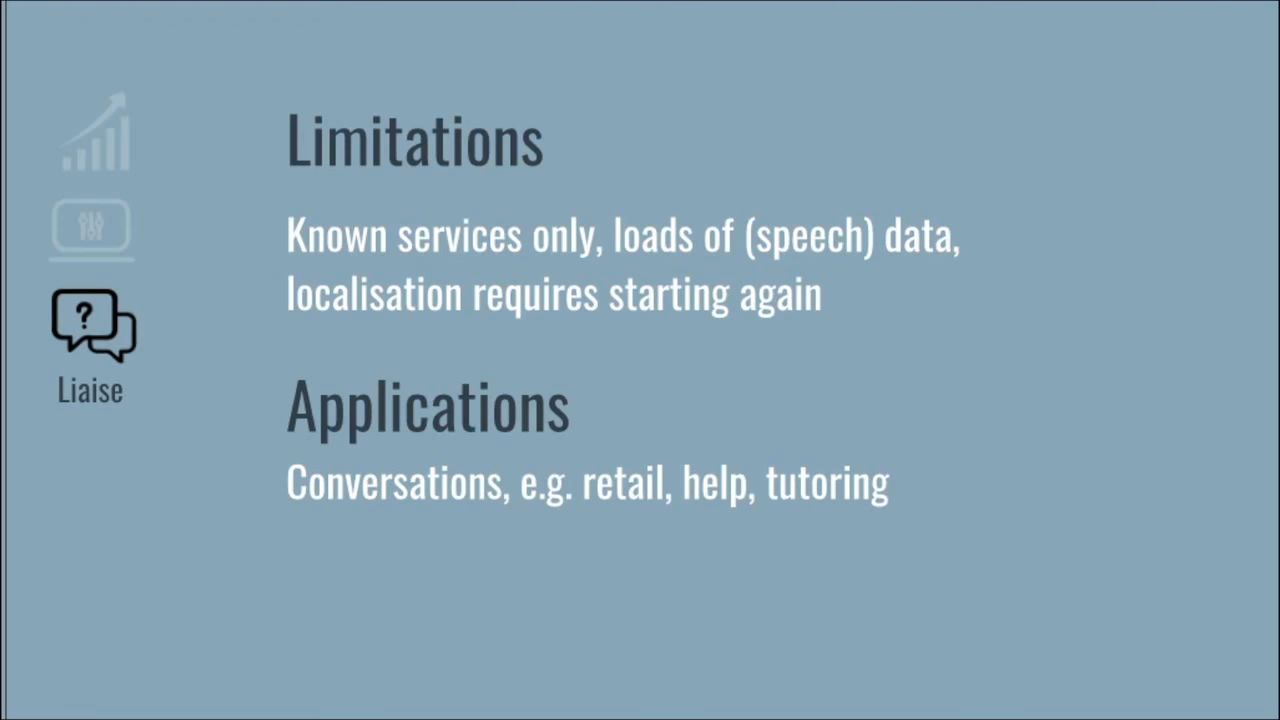 Limitations
Known services only, loads of (speech) data,
localisation requires starting again
?
Liaise
Applications
Conversations, e.g. retail, help, tutoring